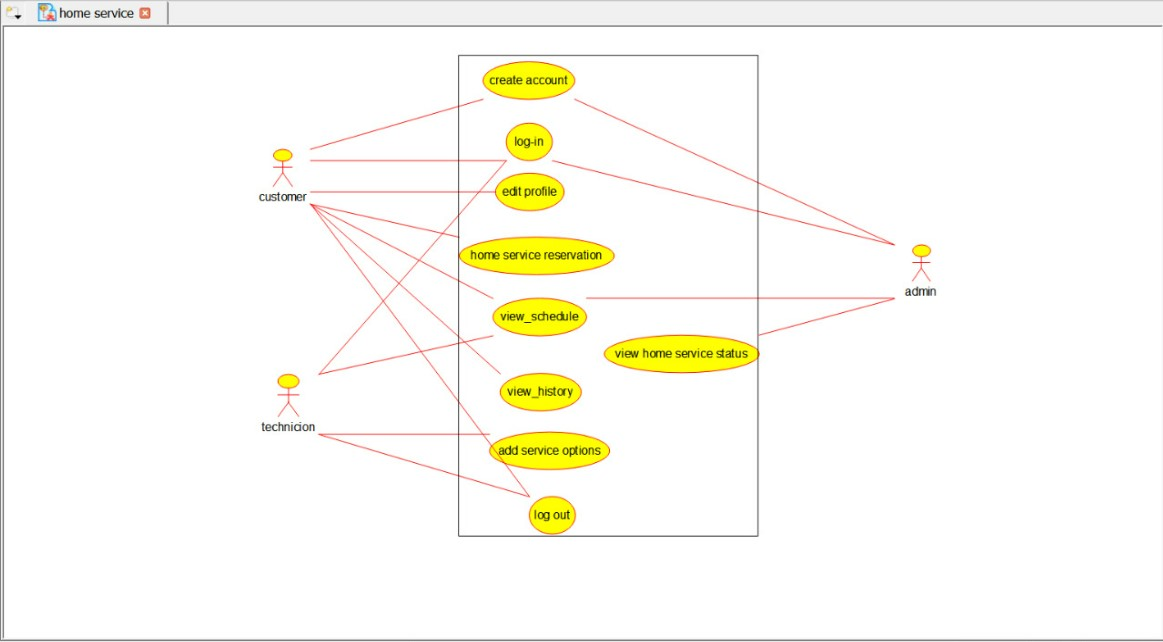 home service
create account
log-in
customer
edit profile
home service reservation
admin
view_schedule
view home service status
view_history
technicion
add service options
log out